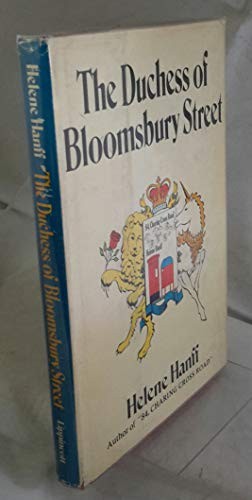 The Duchess of
Bloomsbury Street
84, Charing Cross Road
Helene Hanff
Author of "84, CHARING CROSS ROAD"
Helene Hanff The Duchess of Bloomsbury Street Lippincott